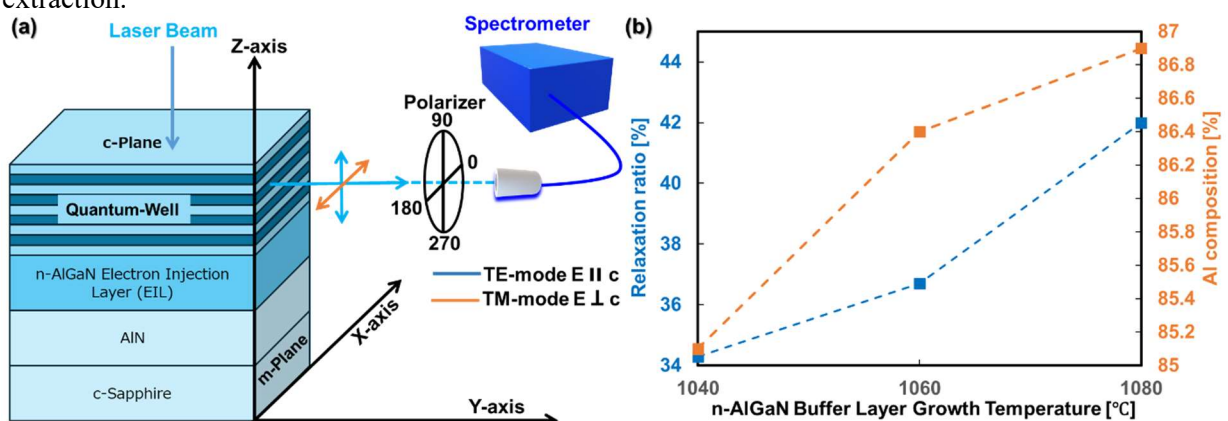 extraction.
(a)
Laser Beam
Z-axis
Spectrometer
Polarizer
90
0
180
270
c-Plane
Quantum-Well
n-AlGaN Electron Injection
Layer (EIL)
AlN
c-Sapphire
m-Plane
X-axis
Y-axis
TE-mode E II c
TM-mode E ⊥ c
(b)
Relaxation ratio [%]
44
42
40
38
36
34
1040
1060
1080
n-AlGaN Buffer Layer Growth Temperature [℃]
87
86.8
86.6
86.4
86.2
86
85.8
85.6
85.4
85.2
85
Al composition [%]